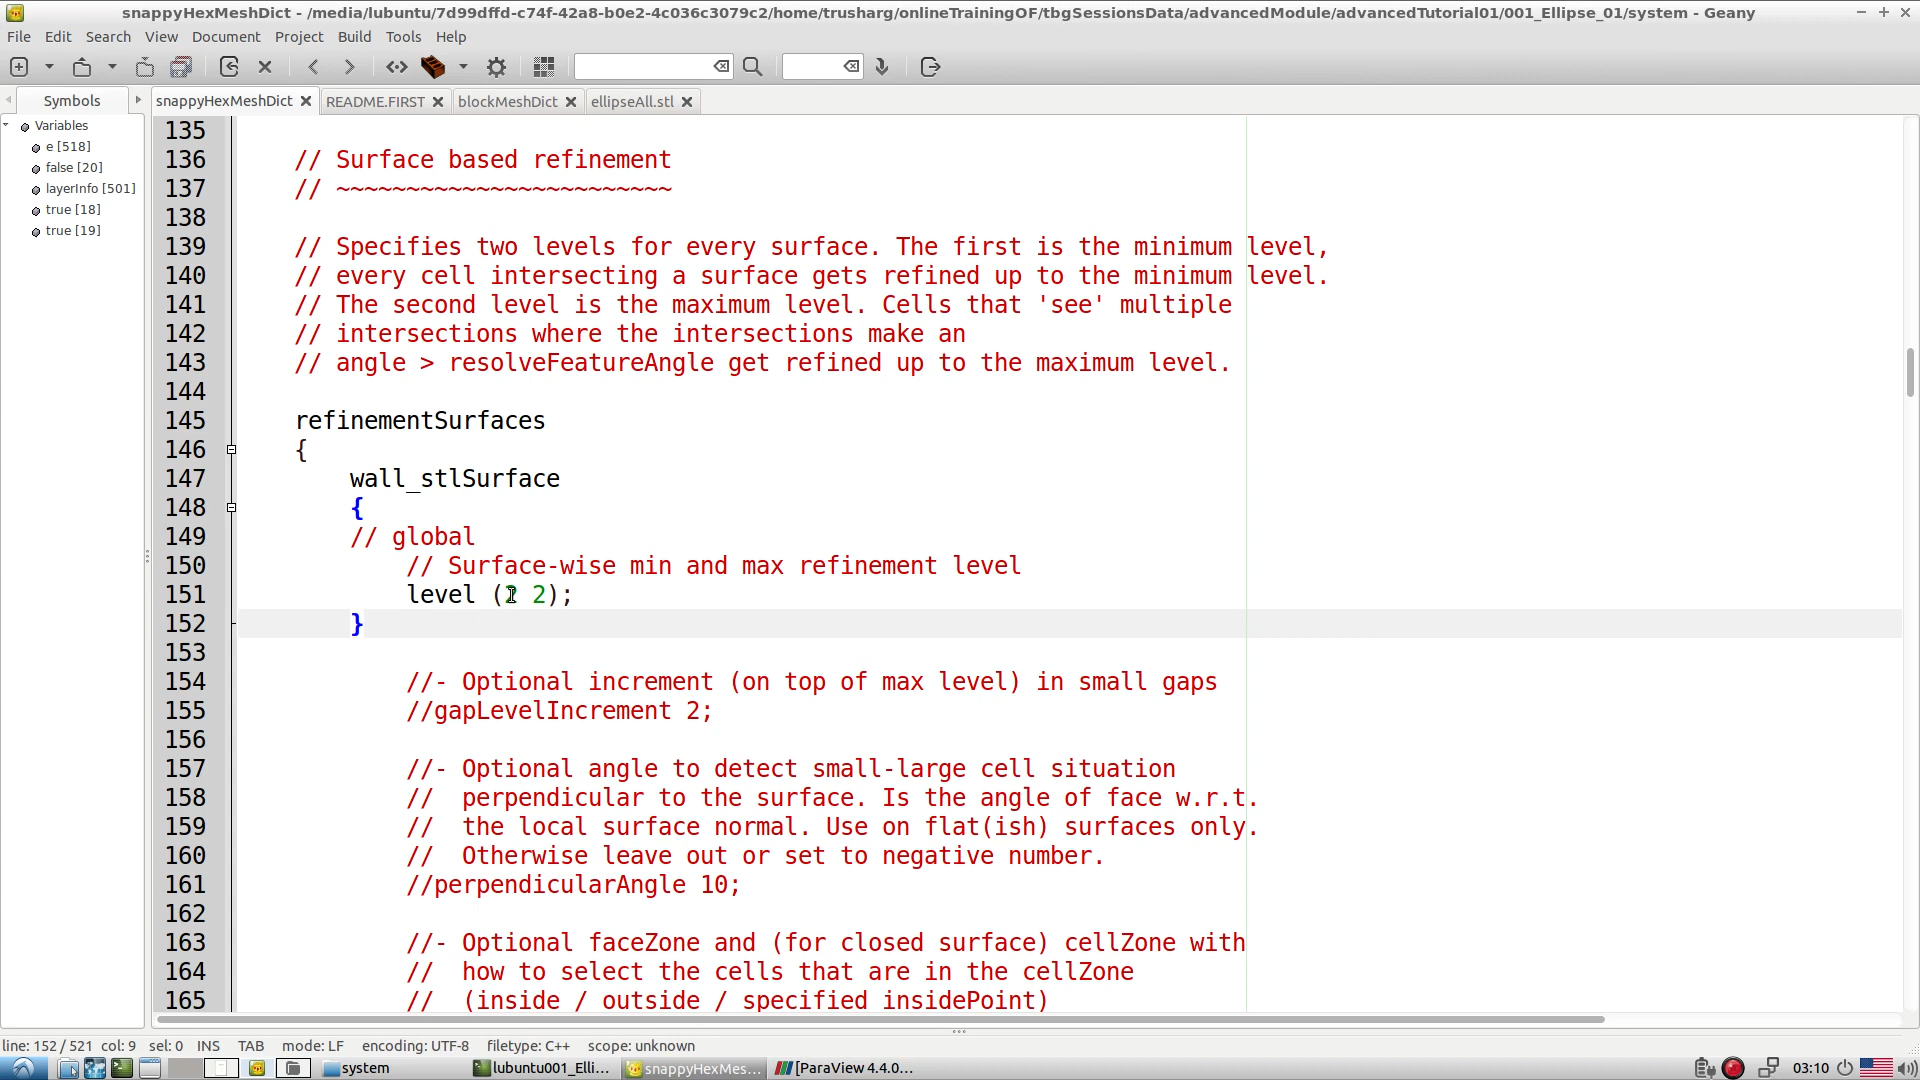 snappyHexMeshDict - /media/lubuntu/7d99dffd-c74f-42a8-b0e2-4c036c3079c2/home/trusharg/onlineTrainingOF/tbgSessionsData/advancedModule/advancedTutorial01/001_Ellipse_01/system - Geany
File Edit Search View Document Project Build Tools Help
Symbols snappyHexMeshDict README.FIRST blockMeshDict ellipseAll.stl
Variables
e [518]
false [20]
layerInfo [501]
true [18]
true [19]
135
136 // Surface based refinement
137 // ~~~~~~~~~~~~~~~~~~~~~~~~
138
139 // Specifies two levels for every surface. The first is the minimum level,
140 // every cell intersecting a surface gets refined up to the minimum level.
141 // The second level is the maximum level. Cells that 'see' multiple
142 // intersections where the intersections make an
143 // angle > resolveFeatureAngle get refined up to the maximum level.
144
145 refinementSurfaces
146 {
147 wall_stlSurface
148 {
149 // global
150 // Surface-wise min and max refinement level
151 level (2 2);
152 }
153
154 //- Optional increment (on top of max level) in small gaps
155 //gapLevelIncrement 2;
156
157 //- Optional angle to detect small-large cell situation
158 //  perpendicular to the surface. Is the angle of face w.r.t.
159 //  the local surface normal. Use on flat(ish) surfaces only.
160 //  Otherwise leave out or set to negative number.
161 //perpendicularAngle 10;
162
163 //- Optional faceZone and (for closed surface) cellZone with
164 //  how to select the cells that are in the cellZone
165 //  (inside / outside / specified insidePoint)
line: 152 / 521 col: 9 sel: 0 INS TAB mode: LF encoding: UTF-8 filetype: C++ scope: unknown
system lubuntu001_Elli... snappyHexMes... [ParaView 4.4.0... 03:10